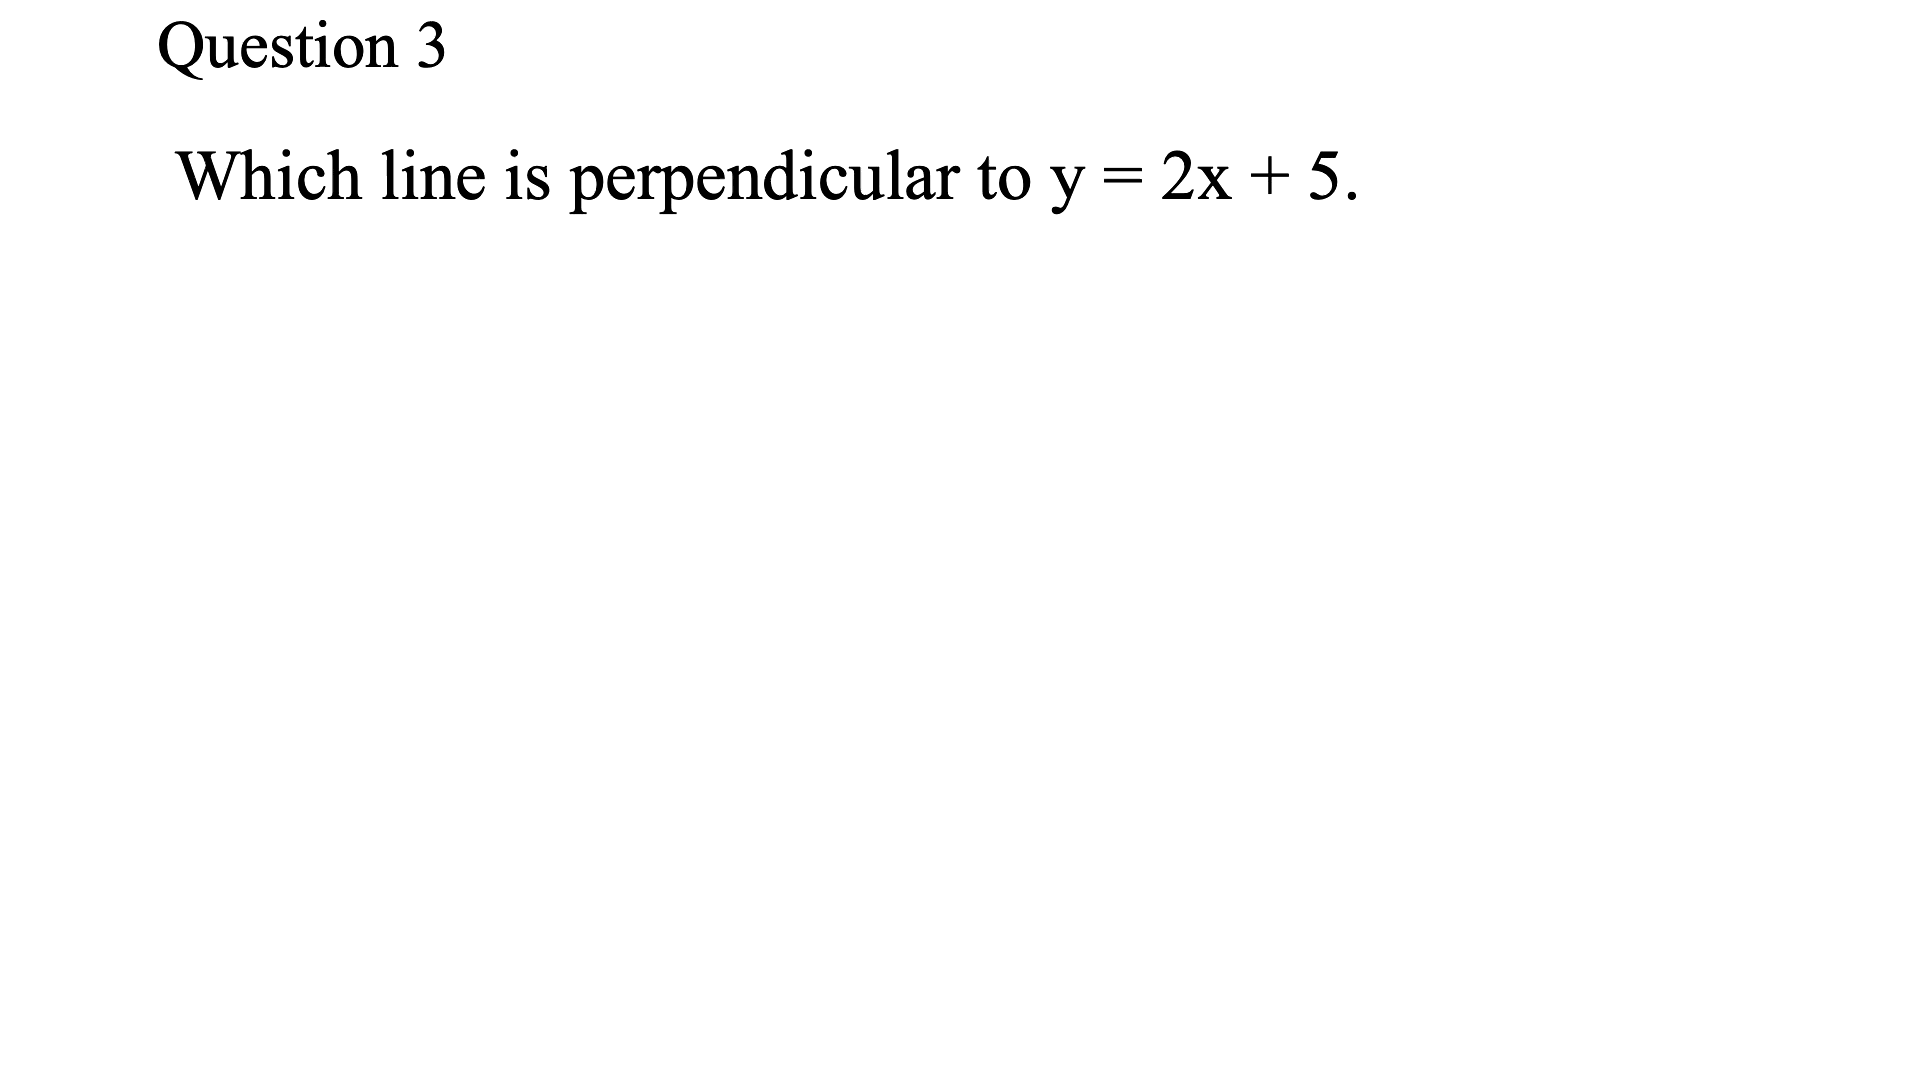 Question 3
Which line is perpendicular to y = 2x + 5.